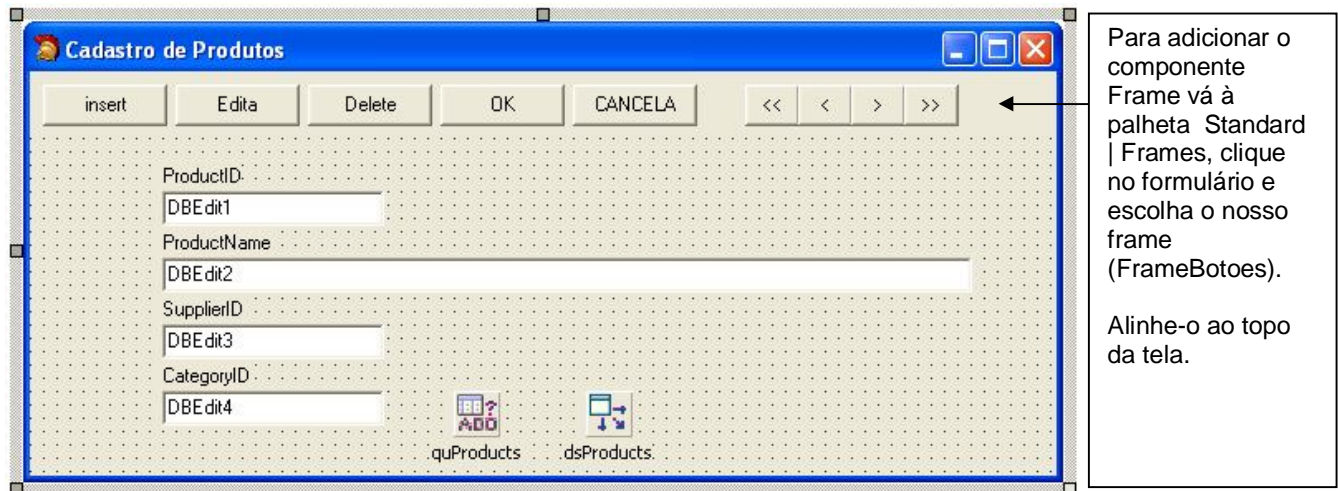 Cadastro de Produtos
insert Edita Delete OK CANCELA << < > >>
ProductID
DBEdit1
ProductName
DBEdit2
SupplierID
DBEdit3
CategoryID
DBEdit4
? ADO
quProducts dsProducts
Para adicionar o
componente
Frame vá à
palheta Standard
| Frames, clique
no formulário e
escolha o nosso
frame
(FrameBotoes).
Alinhe-o ao topo
da tela.